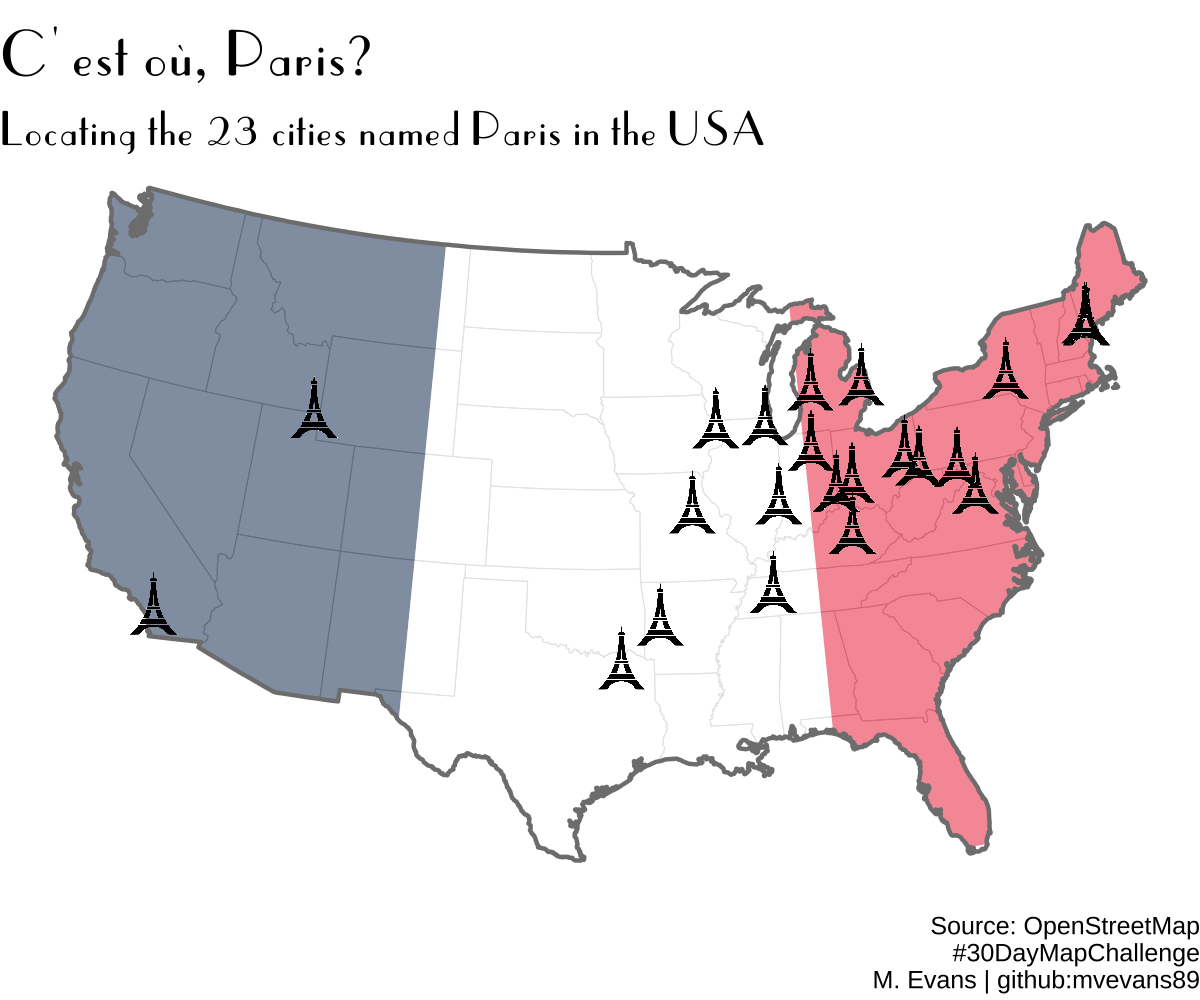 C'est où, Paris?
Locating the 23 cities named Paris in the USA
Source: OpenStreetMap
#30DayMapChallenge
M. Evans | github:mvevans89